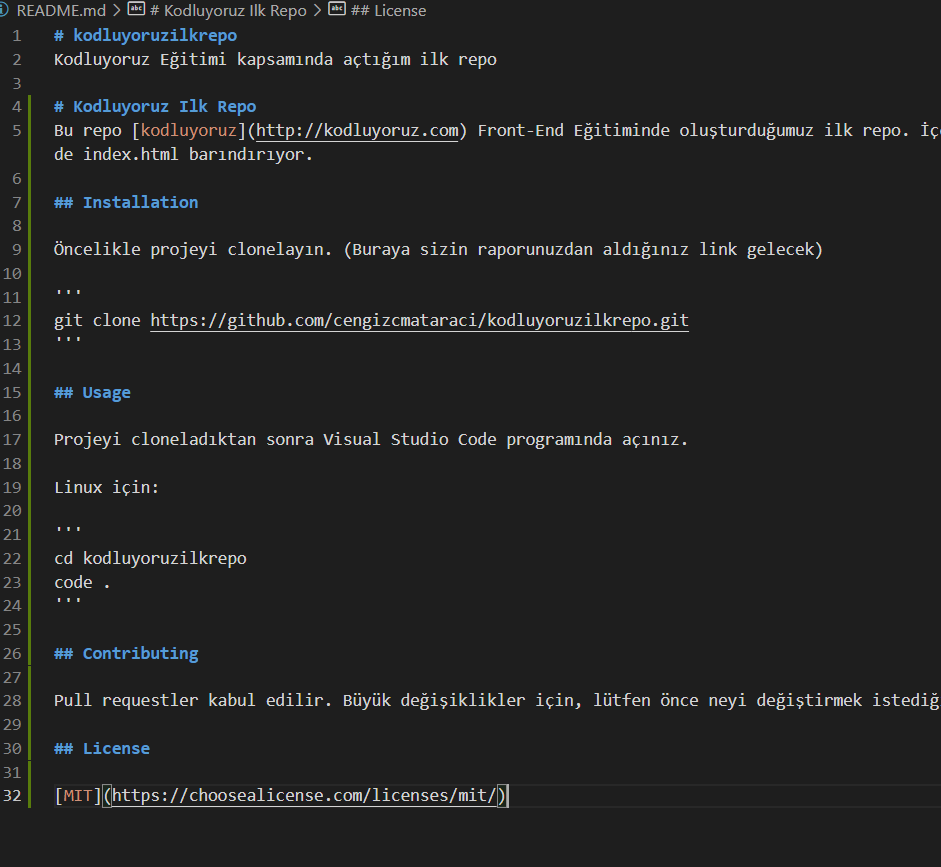 README.md > # Kodluyoruz Ilk Repo > ## License
1 # kodluyoruzilkrepo
2 Kodluyoruz Eğitimi kapsamında açtığım ilk repo
3
4 # Kodluyoruz Ilk Repo
5 Bu repo [kodluyoruz](http://kodluyoruz.com) Front-End Eğitiminde oluşturduğumuz ilk repo. İç
de index.html barındırıyor.
6
7 ## Installation
8
9 Öncelikle projeyi clonelayın. (Buraya sizin raporunuzdan aldığınız link gelecek)
10
11 '''
12 git clone https://github.com/cengizcmataraci/kodluyoruzilkrepo.git
13 '''
14
15 ## Usage
16
17 Projeyi cloneladıktan sonra Visual Studio Code programında açınız.
18
19 Linux için:
20
21 '''
22 cd kodluyoruzilkrepo
23 code .
24 '''
25
26 ## Contributing
27
28 Pull requestler kabul edilir. Büyük değişiklikler için, lütfen önce neyi değiştirmek istediğ
29
30 ## License
31
32 [MIT](https://choosealicense.com/licenses/mit/)